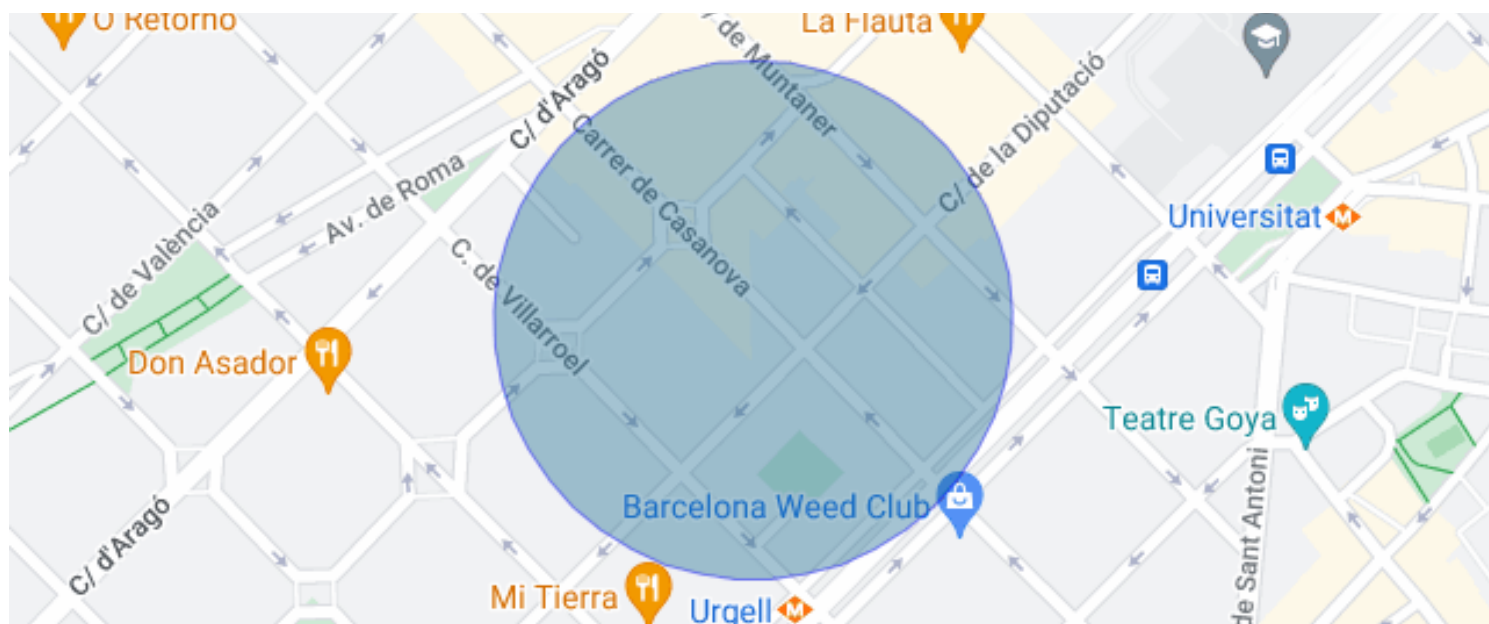 O Retorno
La Flauta
de Muntaner
C/ d'Aragó
C/ de la Diputació
Carrer de Casanova
Av. de Roma
C/ de València
Universitat
M
C. de Villarroel
Don Asador
Teatre Goya
Barcelona Weed Club
C/ d'Aragó
de Sant Antoni
Mi Tierra
Urgell
M